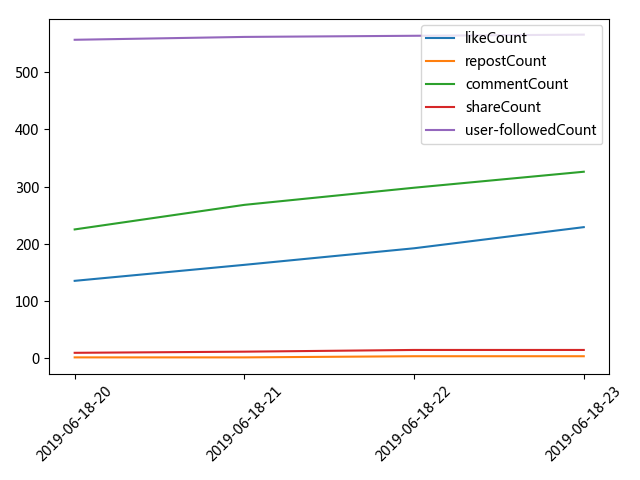 likeCount
repostCount
commentCount
shareCount
user-followedCount
500
400
300
200
100
0
2019-06-18-20
2019-06-18-21
2019-06-18-22
2019-06-18-23